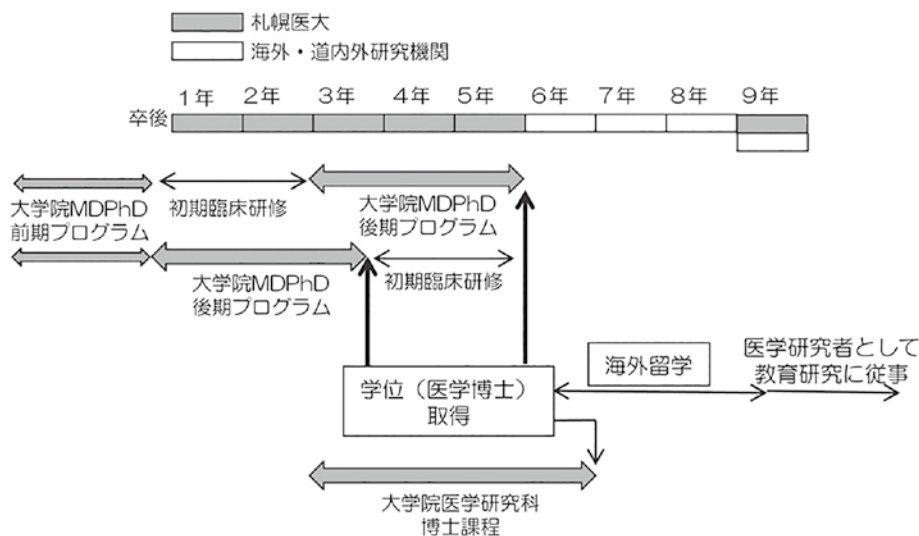 札幌医大
海外・道内外研究機関
1年 2年 3年 4年 5年 6年 7年 8年 9年
卒後
大学院MDPhD
前期プログラム
初期臨床研修
大学院MDPhD
後期プログラム
大学院MDPhD
後期プログラム
初期臨床研修
学位（医学博士）
取得
海外留学
医学研究者として
教育研究に従事
大学院医学研究科
博士課程